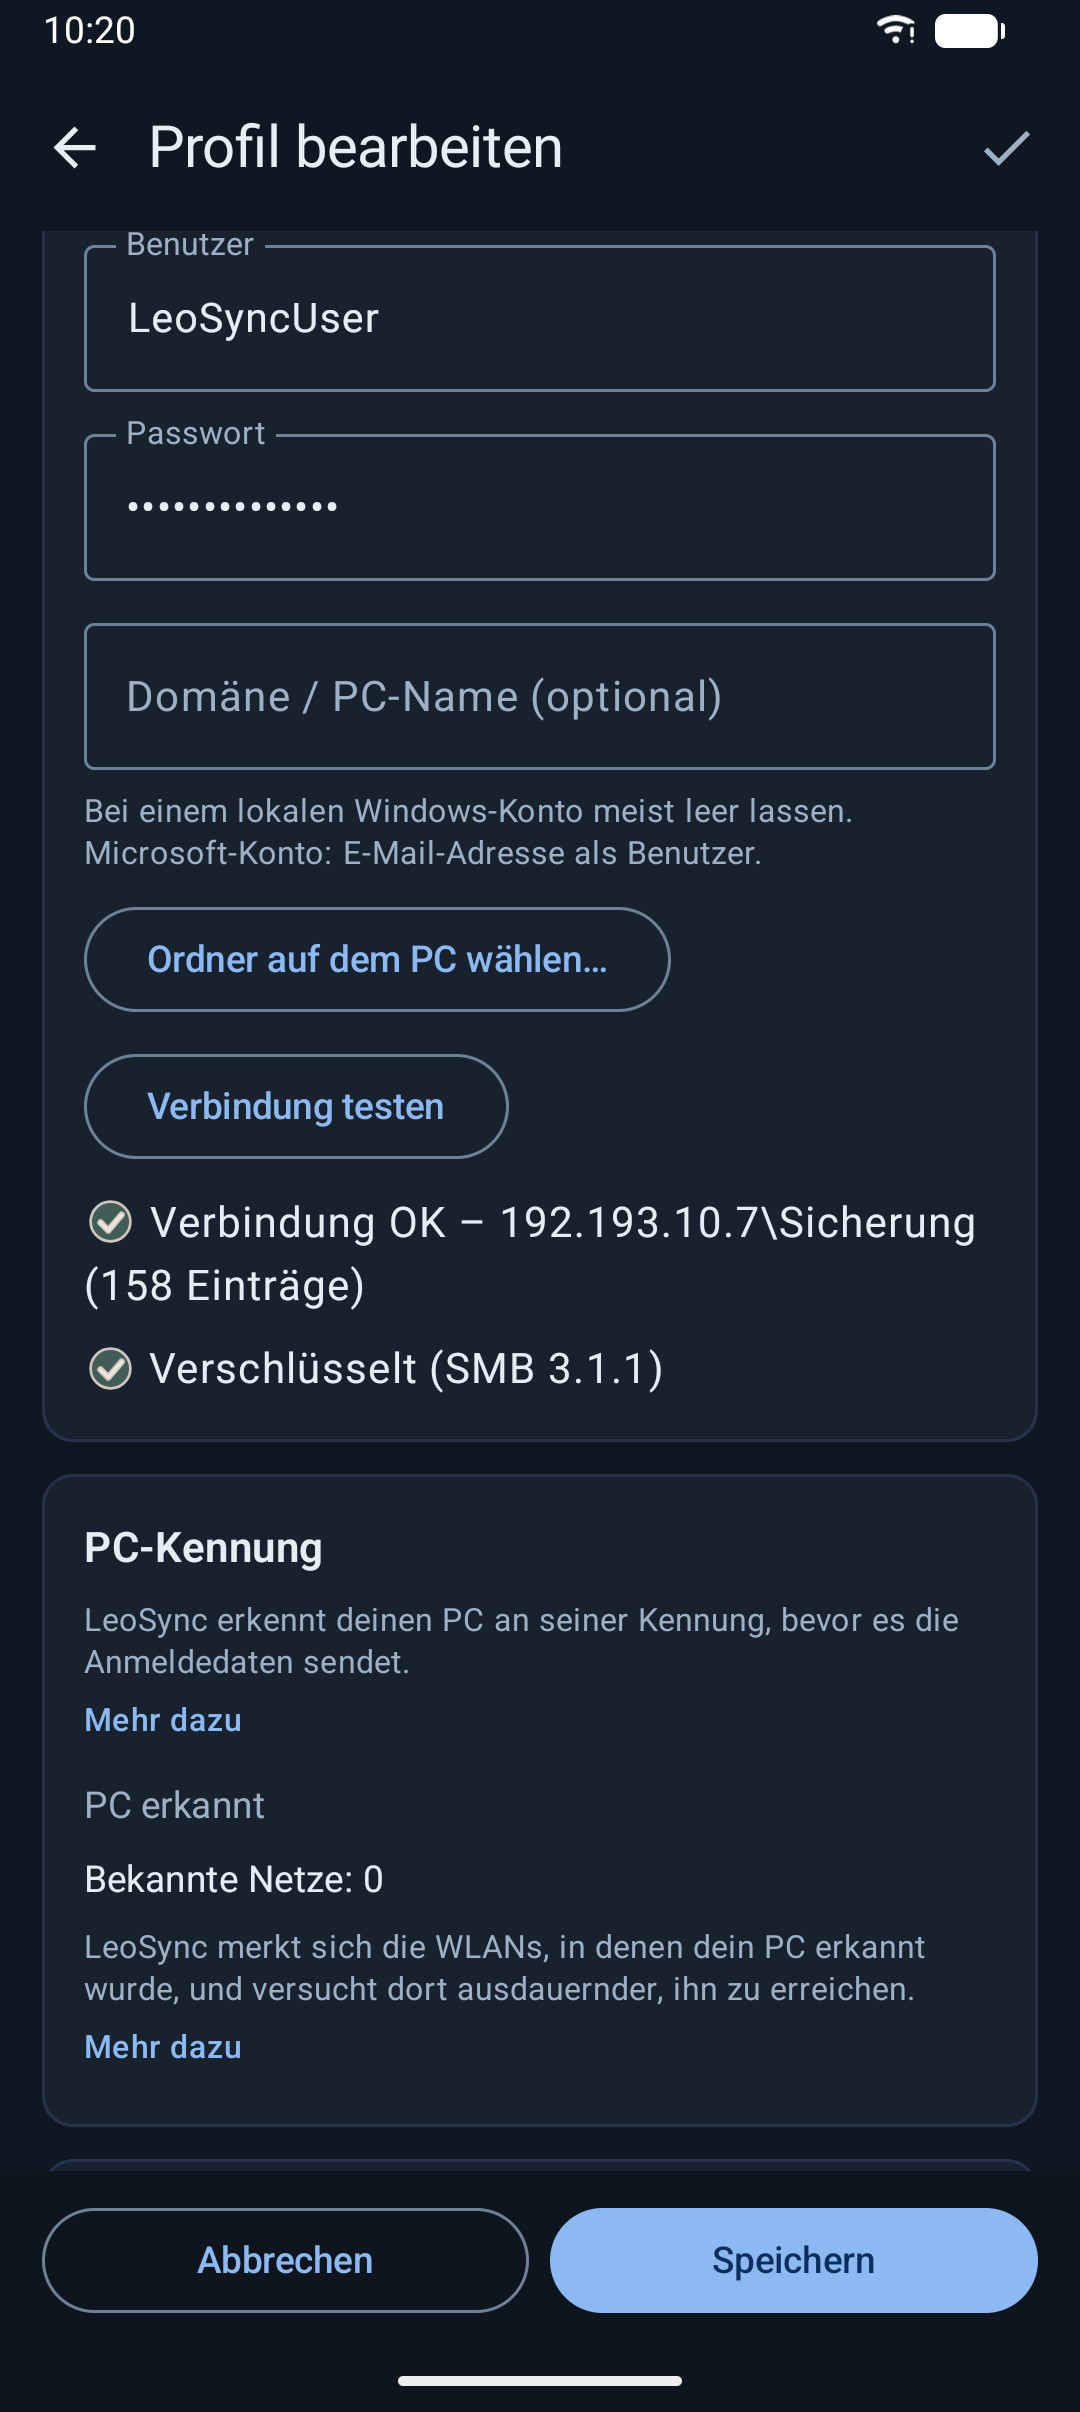 10:20
Profil bearbeiten
Benutzer
LeoSyncUser
Passwort
••••••••••••••
Domäne / PC-Name (optional)
Bei einem lokalen Windows-Konto meist leer lassen.
Microsoft-Konto: E-Mail-Adresse als Benutzer.
Ordner auf dem PC wählen…
Verbindung testen
Verbindung OK – 192.193.10.7\Sicherung
(158 Einträge)
Verschlüsselt (SMB 3.1.1)
PC-Kennung
LeoSync erkennt deinen PC an seiner Kennung, bevor es die
Anmeldedaten sendet.
Mehr dazu
PC erkannt
Bekannte Netze: 0
LeoSync merkt sich die WLANs, in denen dein PC erkannt
wurde, und versucht dort ausdauernder, ihn zu erreichen.
Mehr dazu
Abbrechen
Speichern